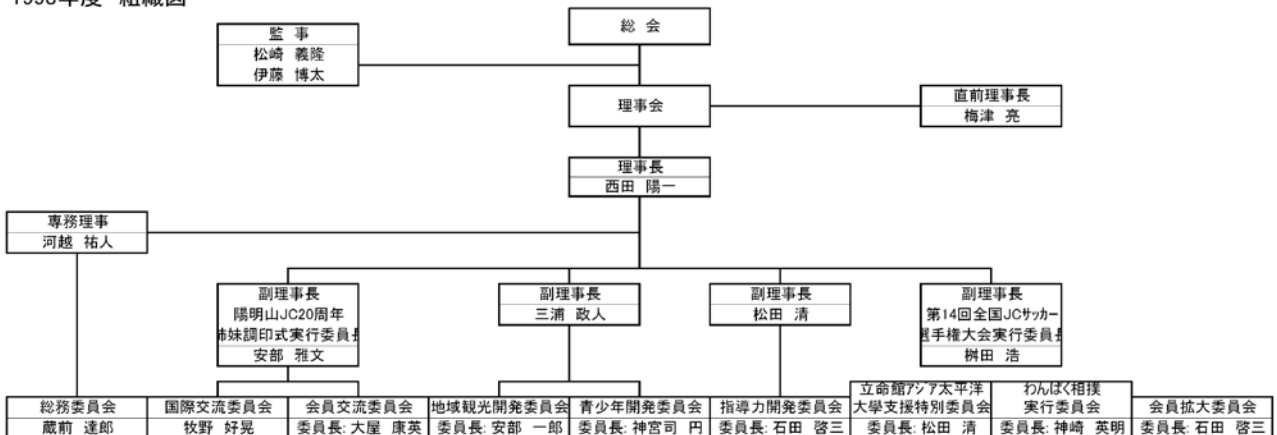 総 会
監 事
松崎 義隆
伊藤 博太
理事会
直前理事長
梅津 亮
理事長
西田 陽一
専務理事
河越 祐人
副理事長
陽明山JC20周年
姉妹調印式実行委員長
安部 雅文
副理事長
三浦 政人
副理事長
松田 清
副理事長
第14回全国JCサッカー
選手権大会実行委員長
桝田 浩
総務委員会
蔵前 達郎
国際交流委員会
牧野 好晃
会員交流委員会
委員長: 大屋 康英
地域観光開発委員会
委員長: 安部 一郎
青少年開発委員会
委員長: 神宮司 円
指導力開発委員会
委員長: 石田 啓三
立命館アジア太平洋
大學支援特別委員会
委員長: 松田 清
わんぱく相撲
実行委員会
委員長: 神崎 英明
会員拡大委員会
委員長: 石田 啓三